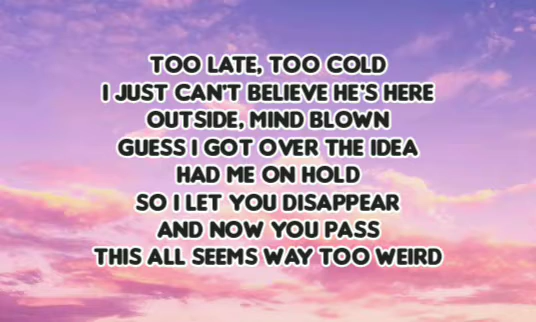 TOO LATE, TOO COLD
I JUST CAN'T BELIEVE HE'S HERE
OUTSIDE, MIND BLOWN
GUESS I GOT OVER THE IDEA
HAD ME ON HOLD
SO I LET YOU DISAPPEAR
AND NOW YOU PASS
THIS ALL SEEMS WAY TOO WEIRD